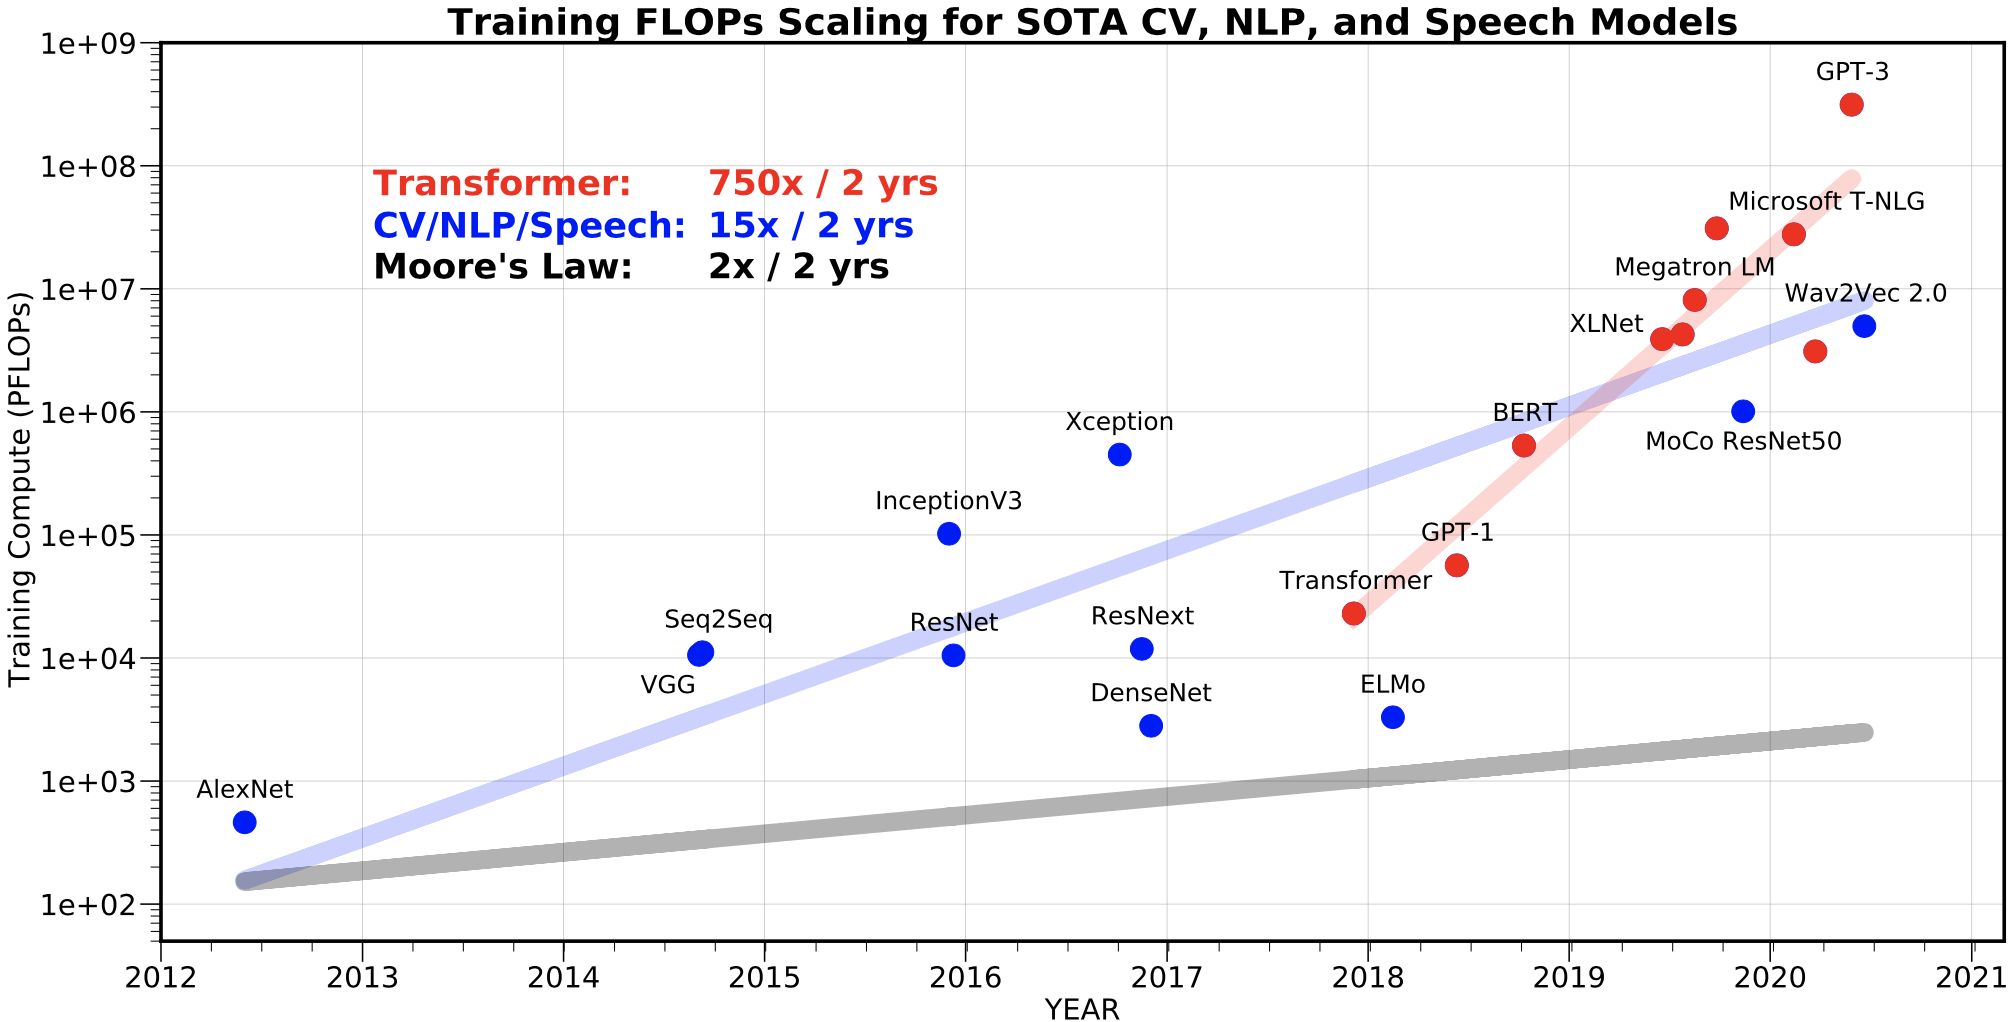 Training FLOPs Scaling for SOTA CV, NLP, and Speech Models
1e+09
1e+08
1e+07
1e+06
1e+05
1e+04
1e+03
1e+02
Training Compute (PFLOPs)
Transformer: 750x / 2 yrs
CV/NLP/Speech: 15x / 2 yrs
Moore's Law: 2x / 2 yrs
GPT-3
Microsoft T-NLG
Megatron LM
Wav2Vec 2.0
XLNet
BERT
MoCo ResNet50
Xception
InceptionV3
GPT-1
Transformer
Seq2Seq
ResNet
ResNext
VGG
DenseNet
ELMo
AlexNet
2012 2013 2014 2015 2016 2017 2018 2019 2020 2021
YEAR